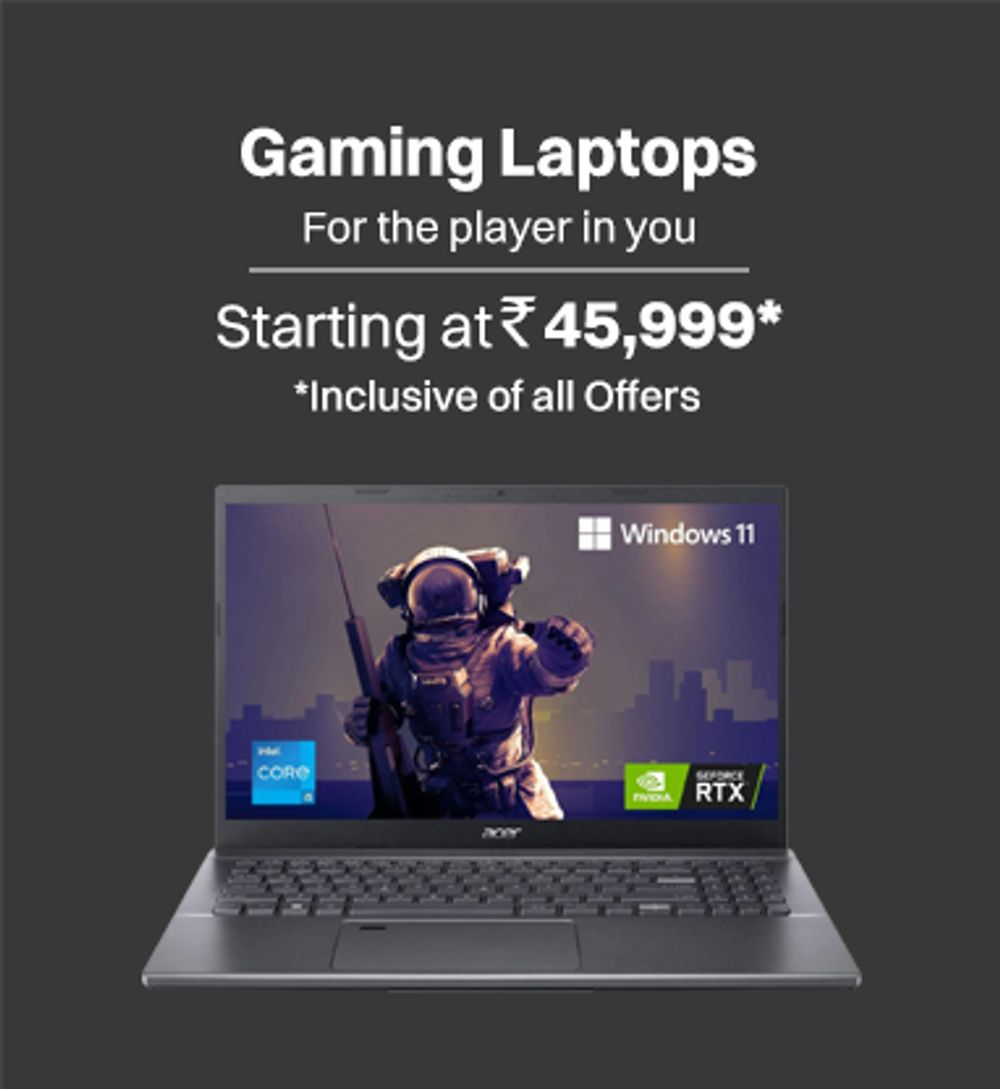 Gaming Laptops
For the player in you
Starting at ₹ 45,999*
*Inclusive of all Offers
Windows 11
intel
CORE
i5
NVIDIA.
GEFORCE
RTX
acer